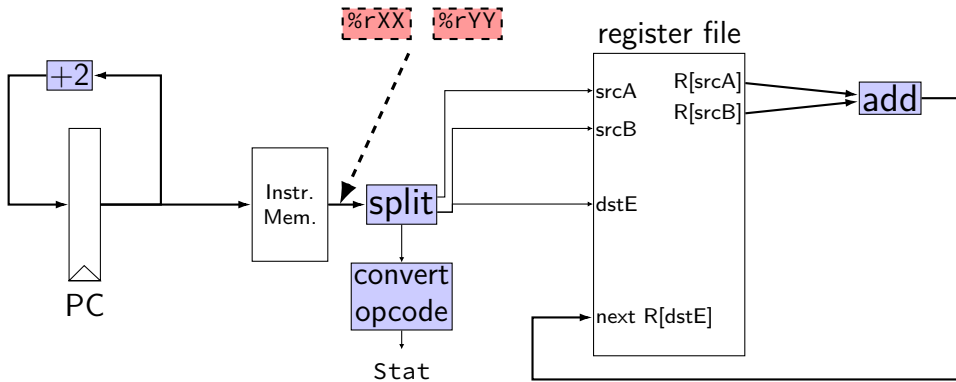 %rXX %rYY
register file
+2
PC
Instr.
Mem.
split
convert
opcode
Stat
srcA
srcB
dstE
next R[dstE]
R[srcA]
R[srcB]
add